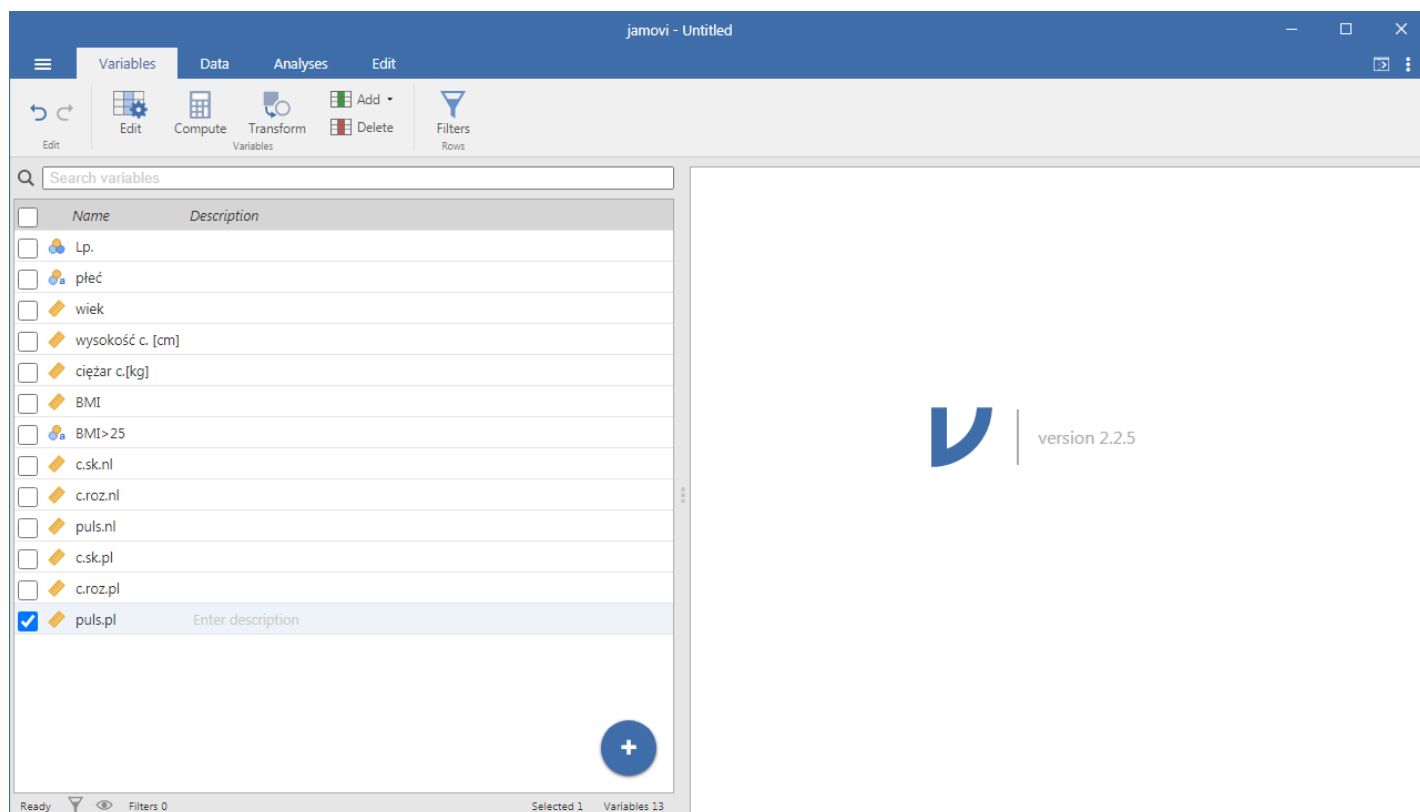 jamovi - Untitled
Variables Data Analyses Edit
Edit Compute Transform Add Delete Filters
Edit Variables Rows
Search variables
Name Description
Lp.
a płeć
wiek
wysokość c. [cm]
ciężar c.[kg]
BMI
a BMI>25
c.sk.nl
c.roz.nl
puls.nl
c.sk.pl
c.roz.pl
puls.pl Enter description
version 2.2.5
Ready Filters 0 Selected 1 Variables 13